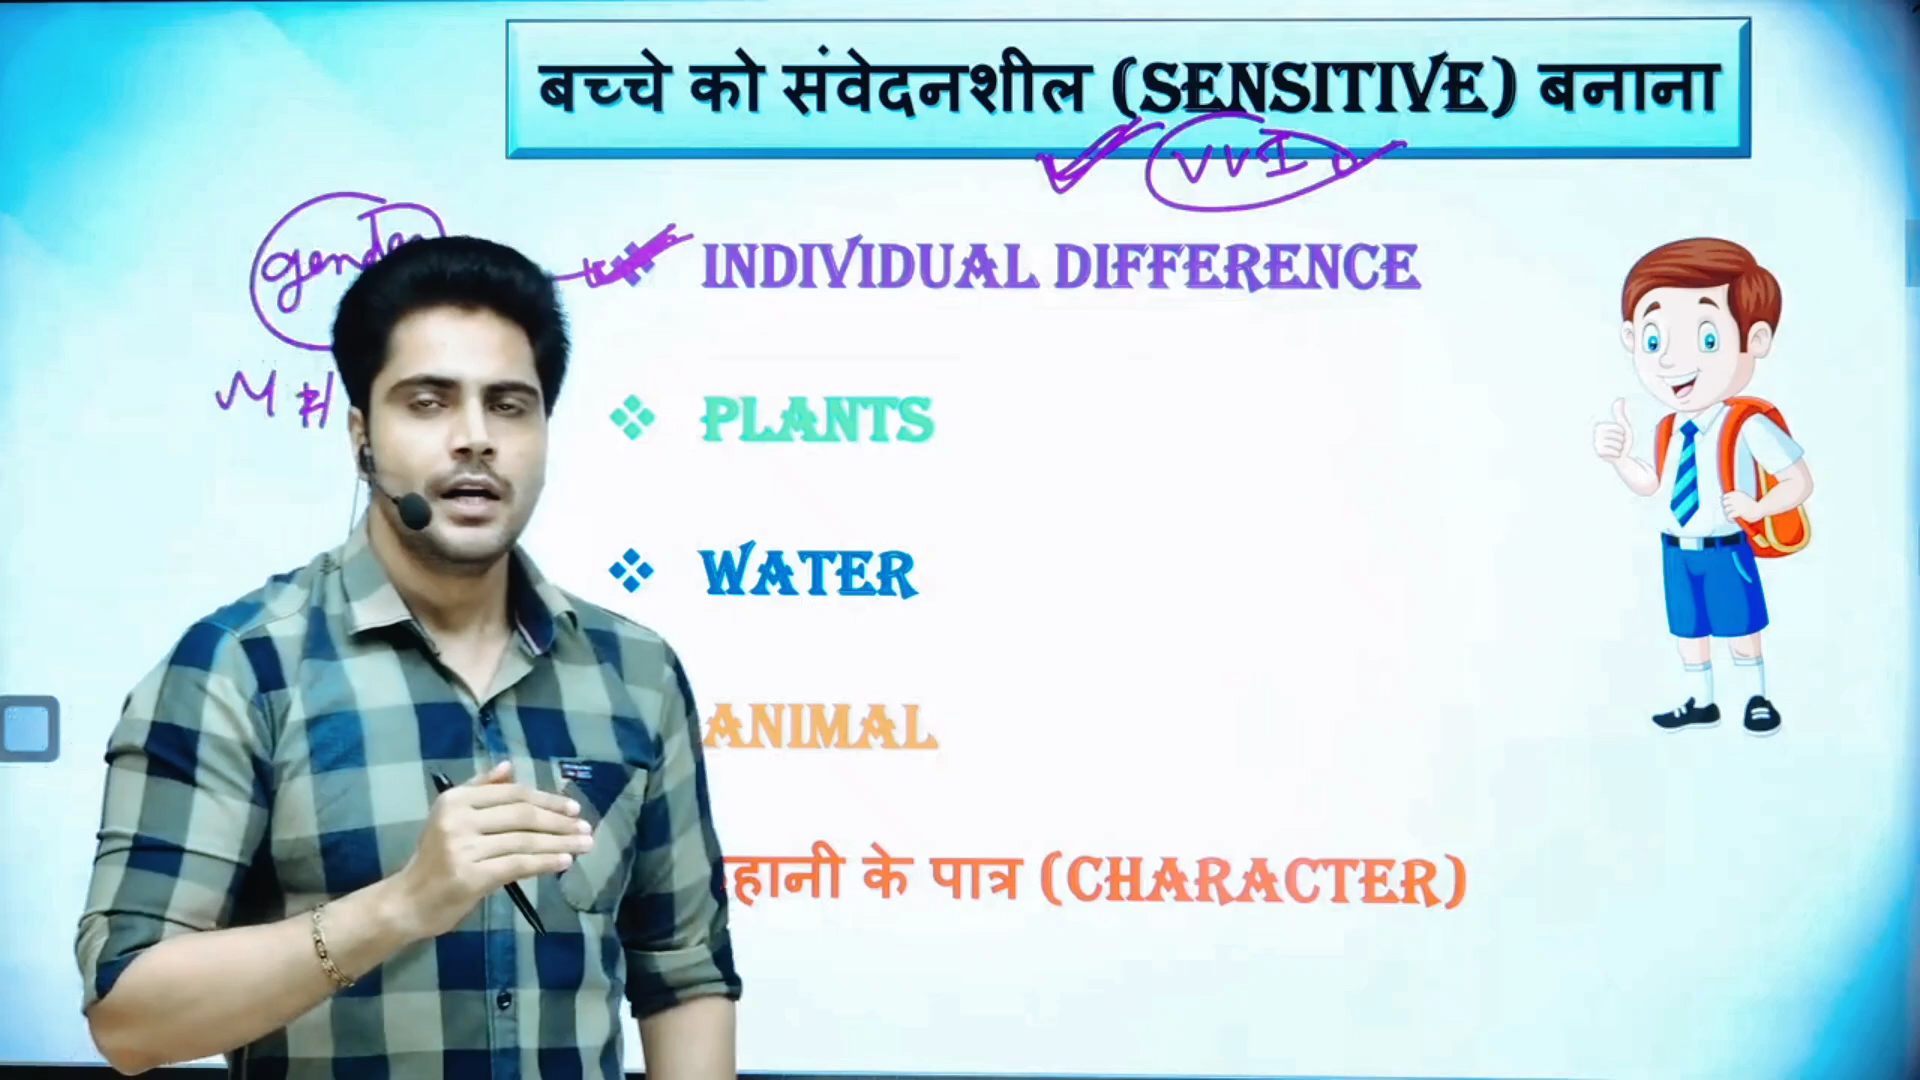 बच्चे को संवेदनशील (SENSITIVE) बनाना
VVI
INDIVIDUAL DIFFERENCE
PLANTS
WATER
ANIMAL
हानी के पात्र (CHARACTER)